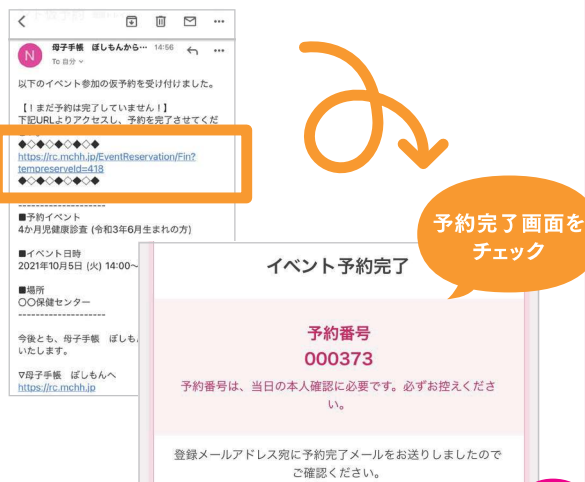 N
母子手帳 ぼしもんから… 14:56
To 自分
以下のイベント参加の仮予約を受け付けました。
【！まだ予約は完了していません！】
下記URLよりアクセスし、予約を完了させてくだ
◆◇◆◇◆◇◆◇◆
https://rc.mchh.jp/EventReservation/Fin?
tempreserveId=418
◆◇◆◇◆◇◆◇◆
--------------------
■予約イベント
4か月児健康診査 (令和3年6月生まれの方)
■イベント日時
2021年10月5日 (火) 14:00～
■場所
〇〇保健センター
--------------------
今後とも、母子手帳 ぼしも
いたします。
▽母子手帳 ぼしもんへ
https://rc.mchh.jp
予約完了画面を
チェック
イベント予約完了
予約番号
000373
予約番号は、当日の本人確認に必要です。必ずお控えくださ
い。
登録メールアドレス宛に予約完了メールをお送りしましたので
ご確認ください。